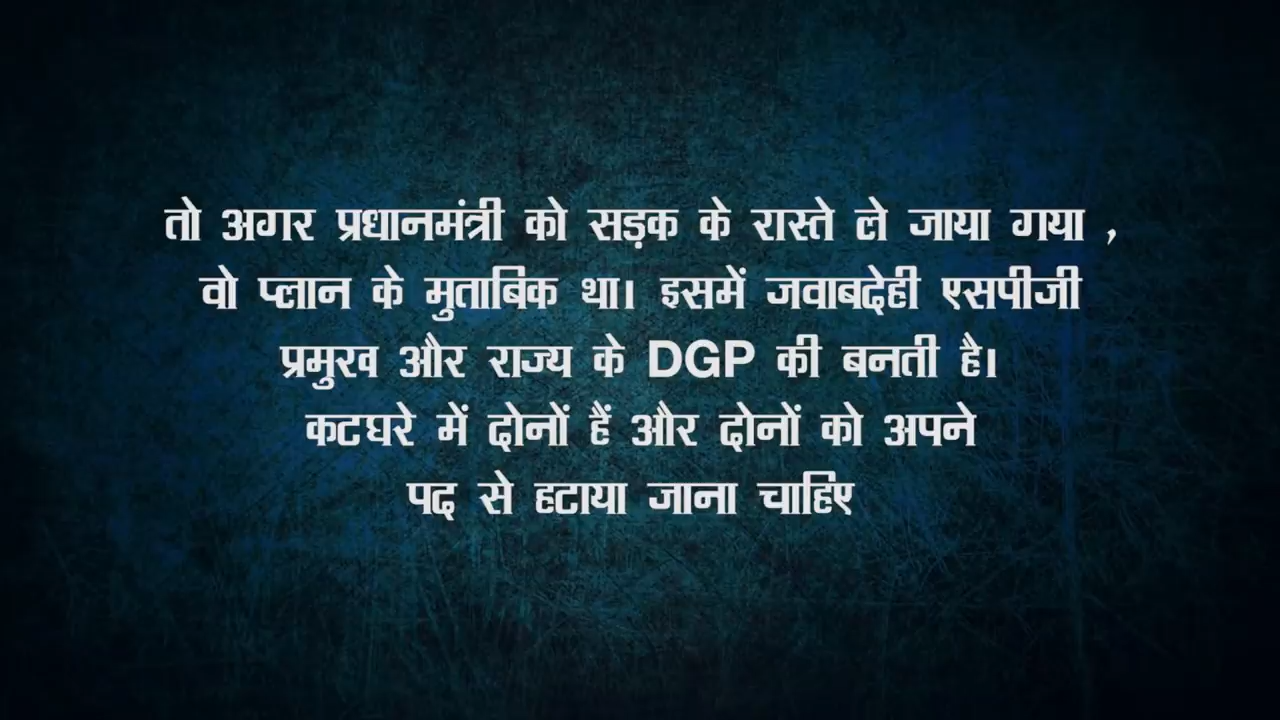 तो अगर प्रधानमंत्री को सड़क के रास्ते ले जाया गया ,
वो प्लान के मुताबिक था। इसमें जवाबदेही एसपीजी
प्रमुख और राज्य के DGP की बनती है।
कटघरे में दोनों हैं और दोनों को अपने
पद से हटाया जाना चाहिए